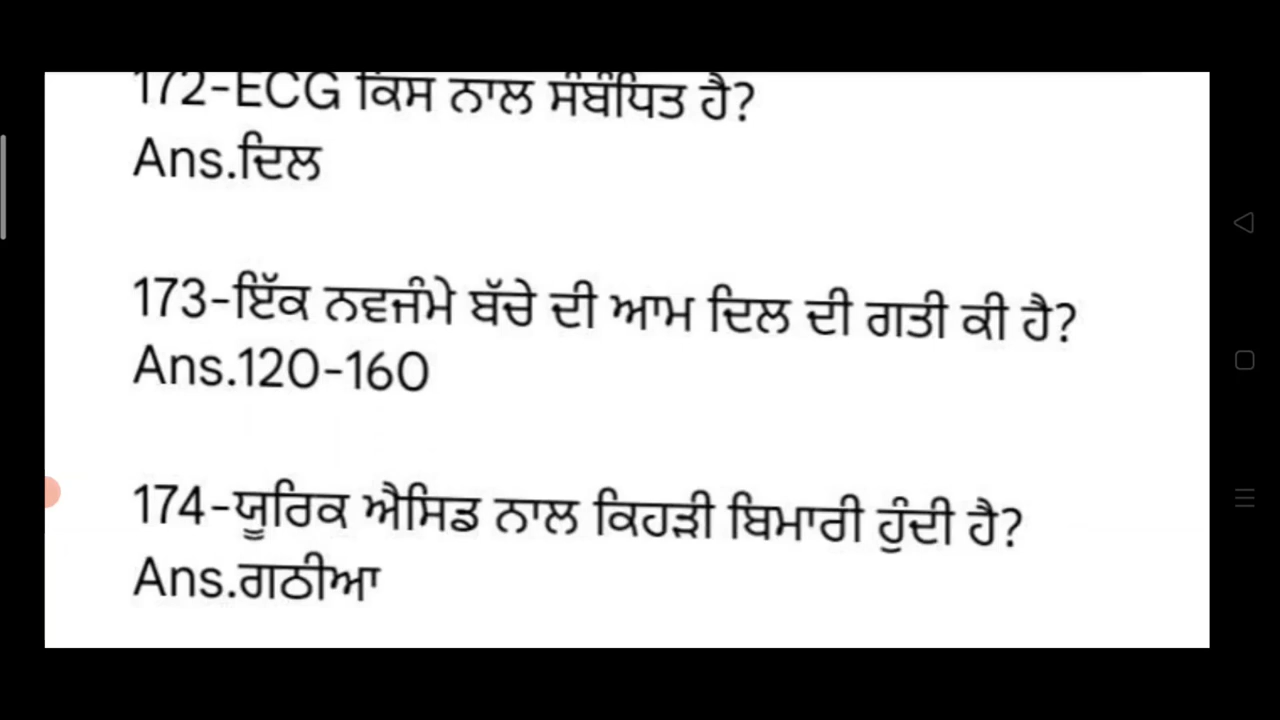 172-ECG ਕਿਸ ਨਾਲ ਸੰਬੰਧਿਤ ਹੈ?
Ans.ਦਿਲ
173-ਇੱਕ ਨਵਜੰਮੇ ਬੱਚੇ ਦੀ ਆਮ ਦਿਲ ਦੀ ਗਤੀ ਕੀ ਹੈ?
Ans.120-160
174-ਯੂਰਿਕ ਐਸਿਡ ਨਾਲ ਕਿਹੜੀ ਬਿਮਾਰੀ ਹੁੰਦੀ ਹੈ?
Ans.ਗਠੀਆ